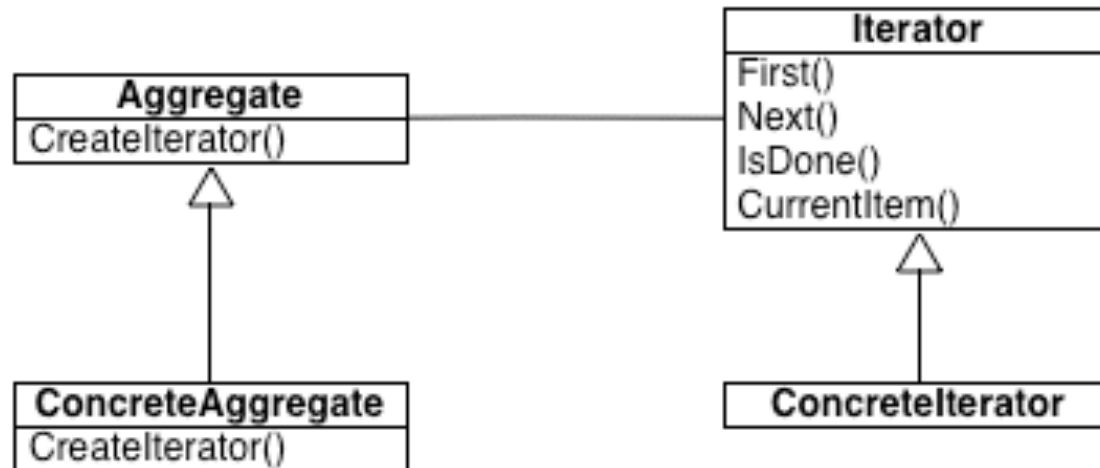 Aggregate
CreateIterator()
Iterator
First()
Next()
IsDone()
CurrentItem()
ConcreteAggregate
CreateIterator()
ConcreteIterator